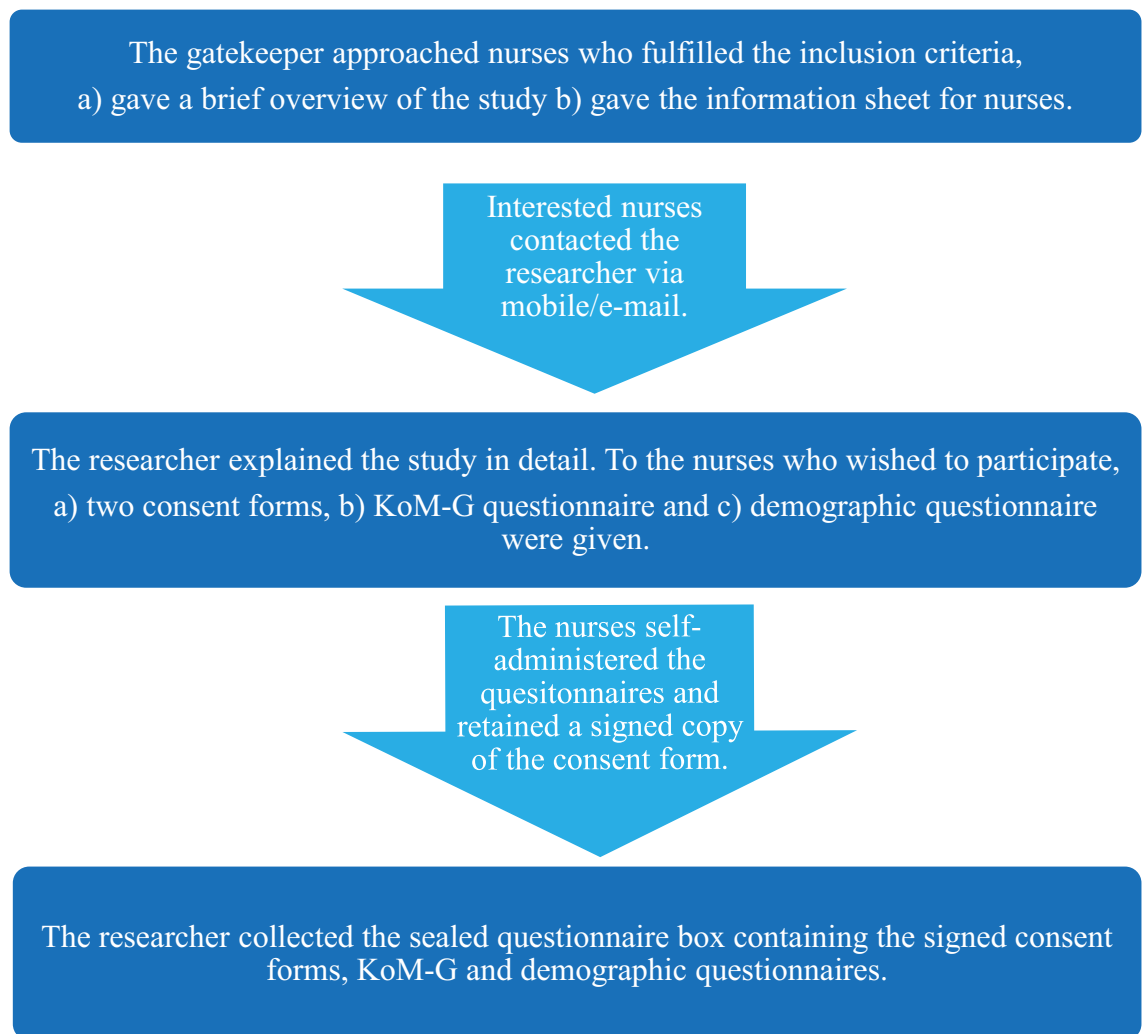 The gatekeeper approached nurses who fulfilled the inclusion criteria,
a) gave a brief overview of the study b) gave the information sheet for nurses.
Interested nurses
contacted the
researcher via
mobile/e-mail.
The researcher explained the study in detail. To the nurses who wished to participate,
a) two consent forms, b) KoM-G questionnaire and c) demographic questionnaire
were given.
The nurses self-
administered the
quesitonnaires and
retained a signed copy
of the consent form.
The researcher collected the sealed questionnaire box containing the signed consent
forms, KoM-G and demographic questionnaires.